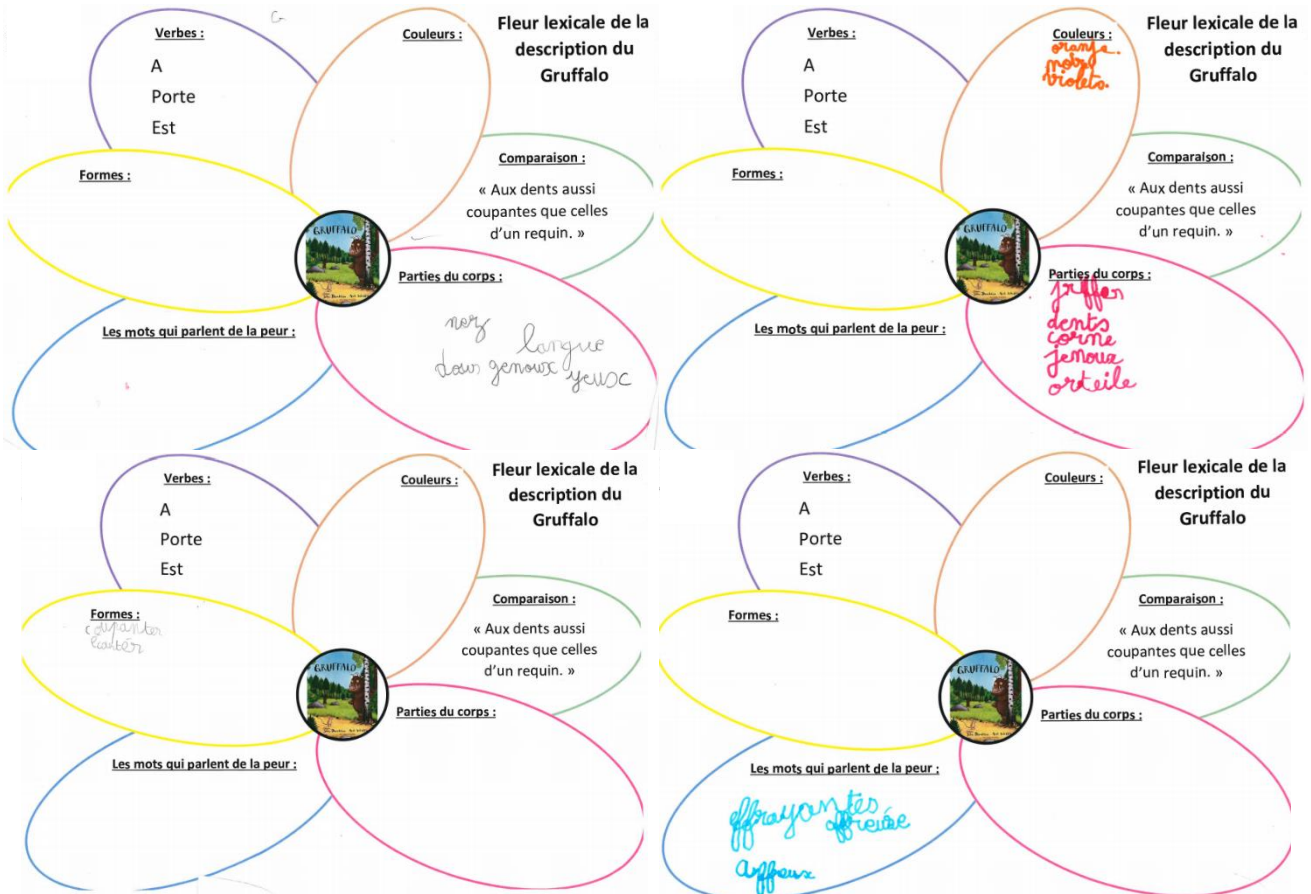 Fleur lexicale de la
description du
Gruffalo
Verbes :
A
Porte
Est
Couleurs :
Comparaison :
« Aux dents aussi
coupantes que celles
d'un requin. »
Formes :
GRUFFALO
Parties du corps :
nez
langue
genoux yeux
Les mots qui parlent de la peur :
Fleur lexicale de la
description du
Gruffalo
Verbes :
A
Porte
Est
Couleurs :
oranje.
violets.
Comparaison :
« Aux dents aussi
coupantes que celles
d'un requin. »
Formes :
GRUFFALO
Parties du corps :
dents
corne
jenoux
orteile
Les mots qui parlent de la peur :
Fleur lexicale de la
description du
Gruffalo
Verbes :
A
Porte
Est
Couleurs :
Comparaison :
« Aux dents aussi
coupantes que celles
d'un requin. »
Formes :
GRUFFALO
Parties du corps :
Les mots qui parlent de la peur :
Fleur lexicale de la
description du
Gruffalo
Verbes :
A
Porte
Est
Couleurs :
Comparaison :
« Aux dents aussi
coupantes que celles
d'un requin. »
Formes :
GRUFFALO
Parties du corps :
Les mots qui parlent de la peur :
effrayantes
affreux